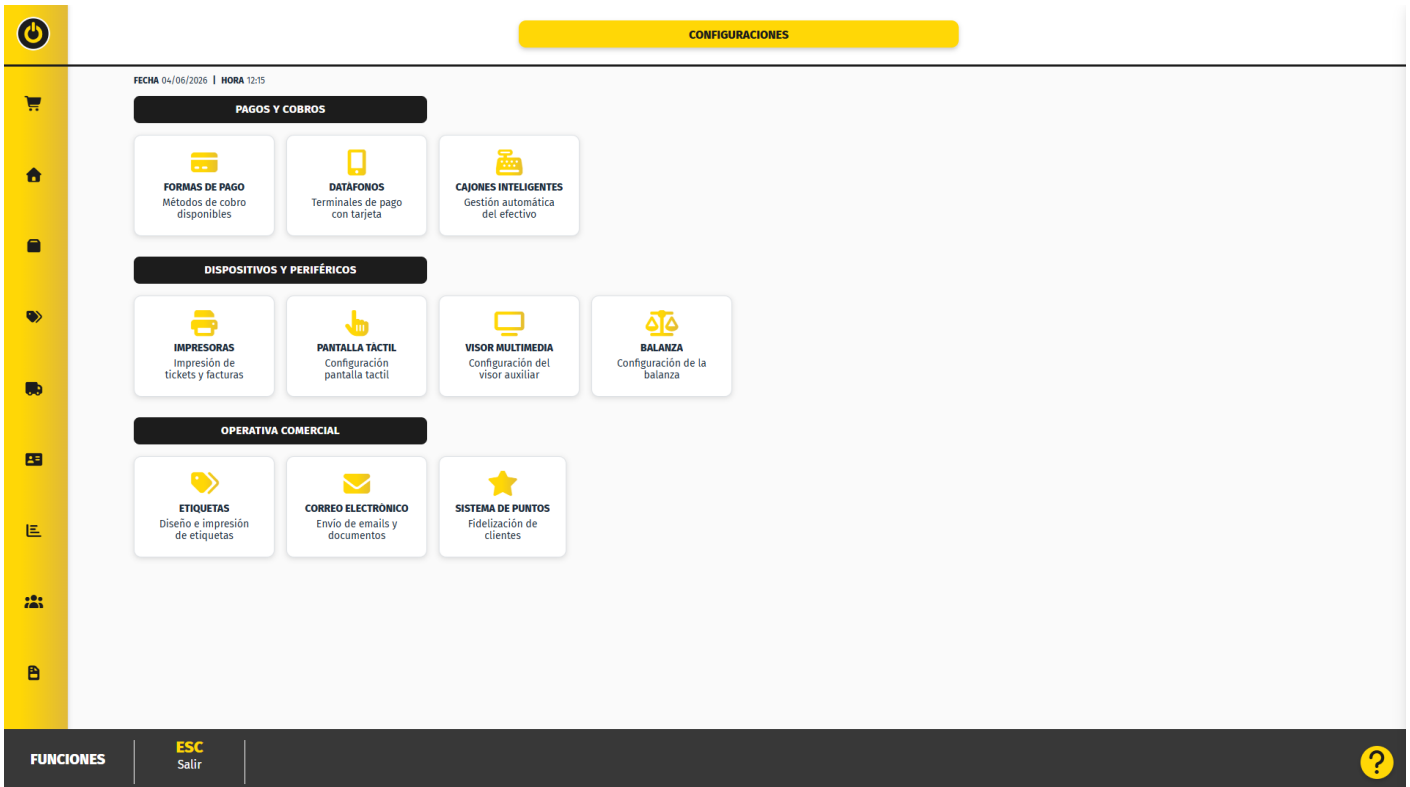 CONFIGURACIONES
FECHA 04/06/2026 | HORA 12:15
PAGOS Y COBROS
FORMAS DE PAGO
Métodos de cobro
disponibles
DATÁFONOS
Terminales de pago
con tarjeta
CAJONES INTELIGENTES
Gestión automática
del efectivo
DISPOSITIVOS Y PERIFÉRICOS
IMPRESORAS
Impresión de
tickets y facturas
PANTALLA TÁCTIL
Configuración
pantalla tactil
VISOR MULTIMEDIA
Configuración del
visor auxiliar
BALANZA
Configuración de la
balanza
OPERATIVA COMERCIAL
ETIQUETAS
Diseño e impresión
de etiquetas
CORREO ELECTRÓNICO
Envío de emails y
documentos
SISTEMA DE PUNTOS
Fidelización de
clientes
FUNCIONES
ESC
Salir
?